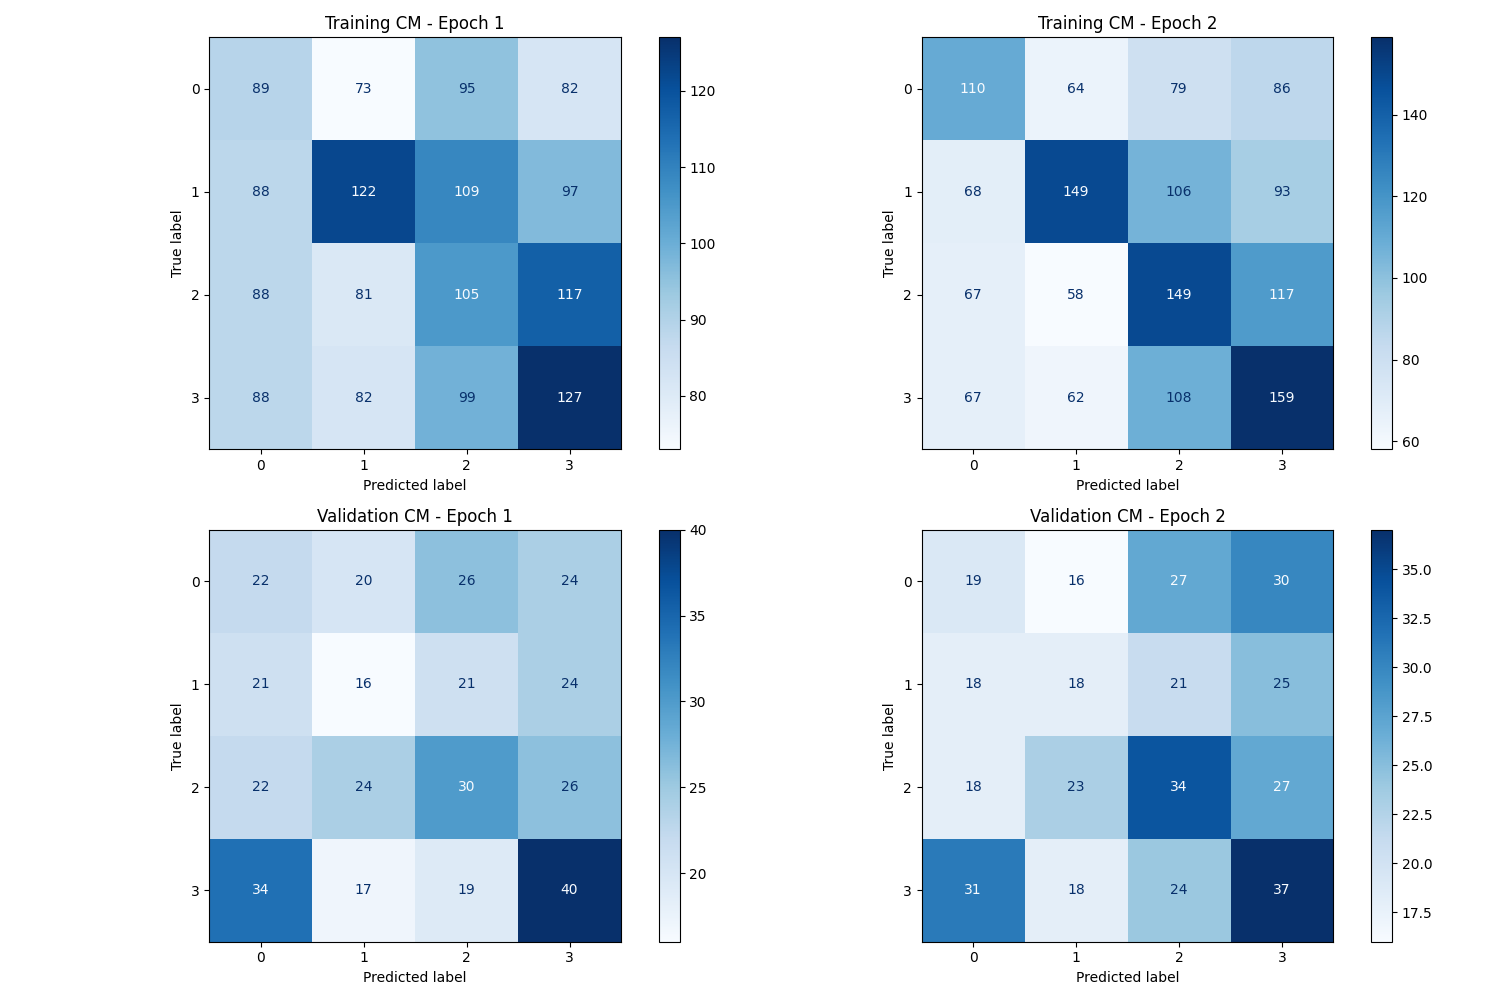 Training CM - Epoch 1
0 89 73 95 82
1 88 122 109 97
2 88 81 105 117
3 88 82 99 127
0 1 2 3
Predicted label
True label
120
110
100
90
80
Training CM - Epoch 2
0 110 64 79 86
1 68 149 106 93
2 67 58 149 117
3 67 62 108 159
0 1 2 3
Predicted label
True label
140
120
100
80
60
Validation CM - Epoch 1
0 22 20 26 24
1 21 16 21 24
2 22 24 30 26
3 34 17 19 40
0 1 2 3
Predicted label
True label
40
35
30
25
20
Validation CM - Epoch 2
0 19 16 27 30
1 18 18 21 25
2 18 23 34 27
3 31 18 24 37
0 1 2 3
Predicted label
True label
35.0
32.5
30.0
27.5
25.0
22.5
20.0
17.5